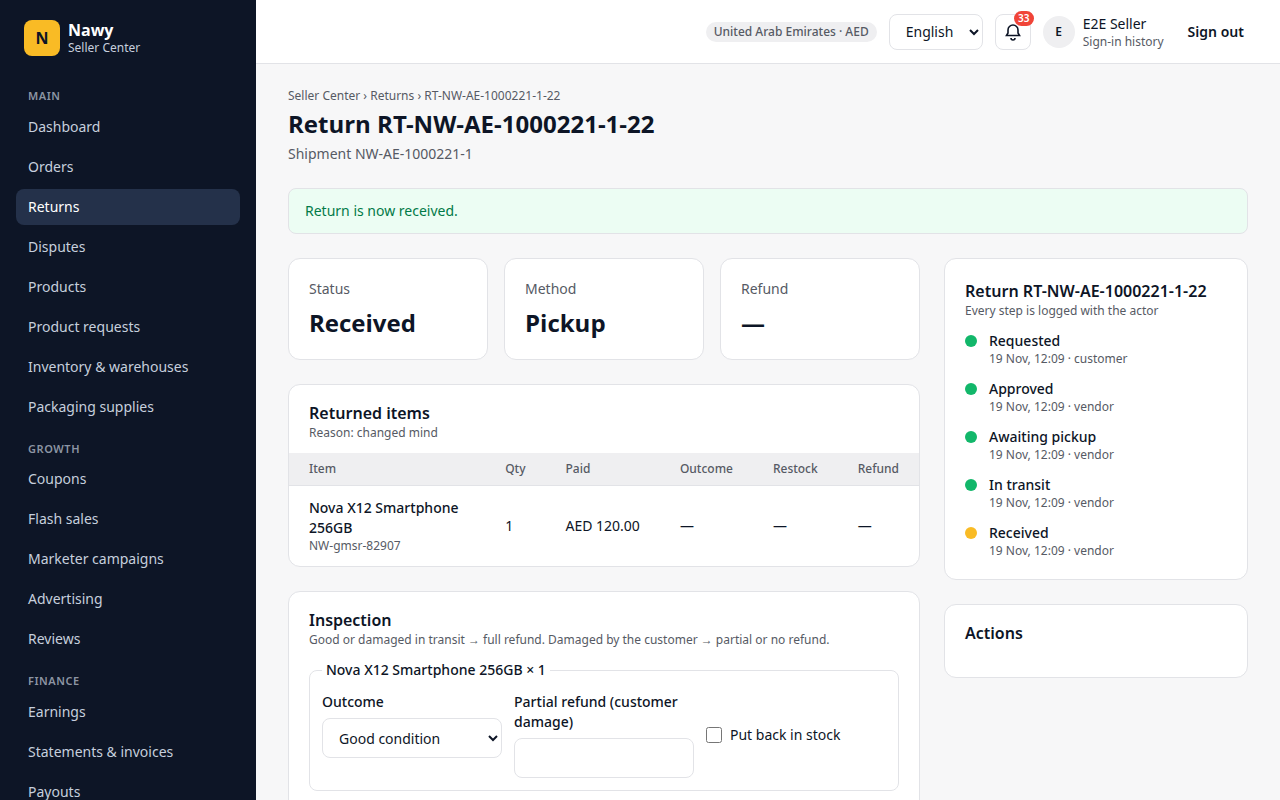 N
Nawy
Seller Center
MAIN
Dashboard
Orders
Returns
Disputes
Products
Product requests
Inventory & warehouses
Packaging supplies
GROWTH
Coupons
Flash sales
Marketer campaigns
Advertising
Reviews
FINANCE
Earnings
Statements & invoices
Payouts
United Arab Emirates · AED
English
33
E
E2E Seller
Sign-in history
Sign out
Seller Center › Returns › RT-NW-AE-1000221-1-22
Return RT-NW-AE-1000221-1-22
Shipment NW-AE-1000221-1
Return is now received.
Status
Received
Method
Pickup
Refund
—
Returned items
Reason: changed mind
Item Qty Paid Outcome Restock Refund
Nova X12 Smartphone
256GB
NW-gmsr-82907
1 AED 120.00 — — —
Inspection
Good or damaged in transit → full refund. Damaged by the customer → partial or no refund.
Nova X12 Smartphone 256GB × 1
Outcome
Good condition
Partial refund (customer
damage)
Put back in stock
Return RT-NW-AE-1000221-1-22
Every step is logged with the actor
Requested
19 Nov, 12:09 · customer
Approved
19 Nov, 12:09 · vendor
Awaiting pickup
19 Nov, 12:09 · vendor
In transit
19 Nov, 12:09 · vendor
Received
19 Nov, 12:09 · vendor
Actions